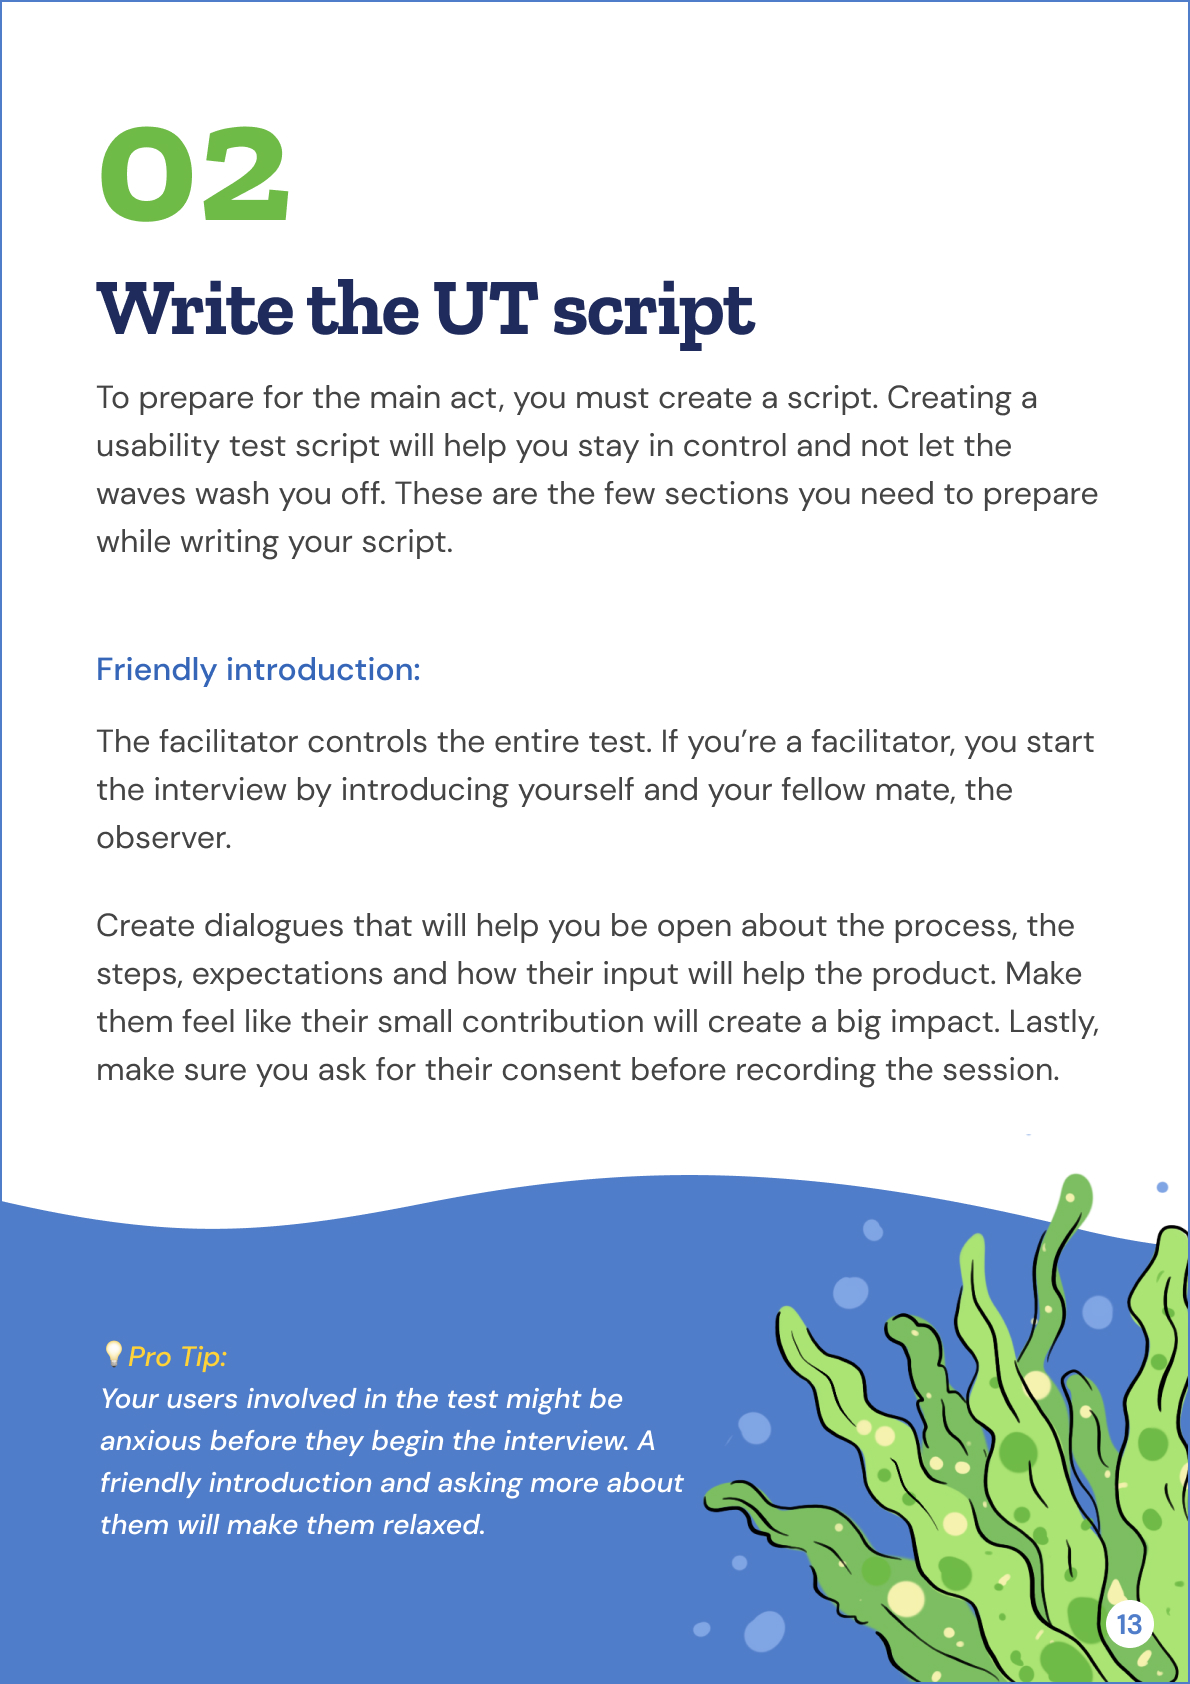 02
Write the UT script
To prepare for the main act, you must create a script. Creating a
usability test script will help you stay in control and not let the
waves wash you off. These are the few sections you need to prepare
while writing your script.
Friendly introduction:
The facilitator controls the entire test. If you’re a facilitator, you start
the interview by introducing yourself and your fellow mate, the
observer.
Create dialogues that will help you be open about the process, the
steps, expectations and how their input will help the product. Make
them feel like their small contribution will create a big impact. Lastly,
make sure you ask for their consent before recording the session.
Pro Tip:
Your users involved in the test might be
anxious before they begin the interview. A
friendly introduction and asking more about
them will make them relaxed.
13